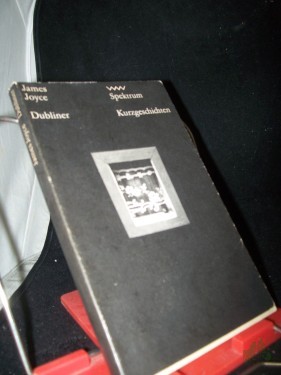 James
Joyce
Spektrum
Dubliner
Kurzgeschichten